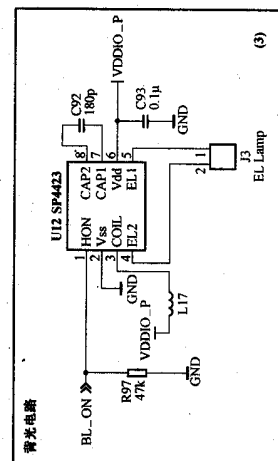 背光电路
U12 SP4423
1 HON
2 Vss
3 COIL
4 EL2
CAP2 8
CAP1 7
Vdd 6
EL1 5
C92
180p
VDDIO_P
C93
0.1μ
GND
BL_ON
R97
47k
GND
GND
VDDIO_P
L17
2 1
J3
EL Lamp
(3)